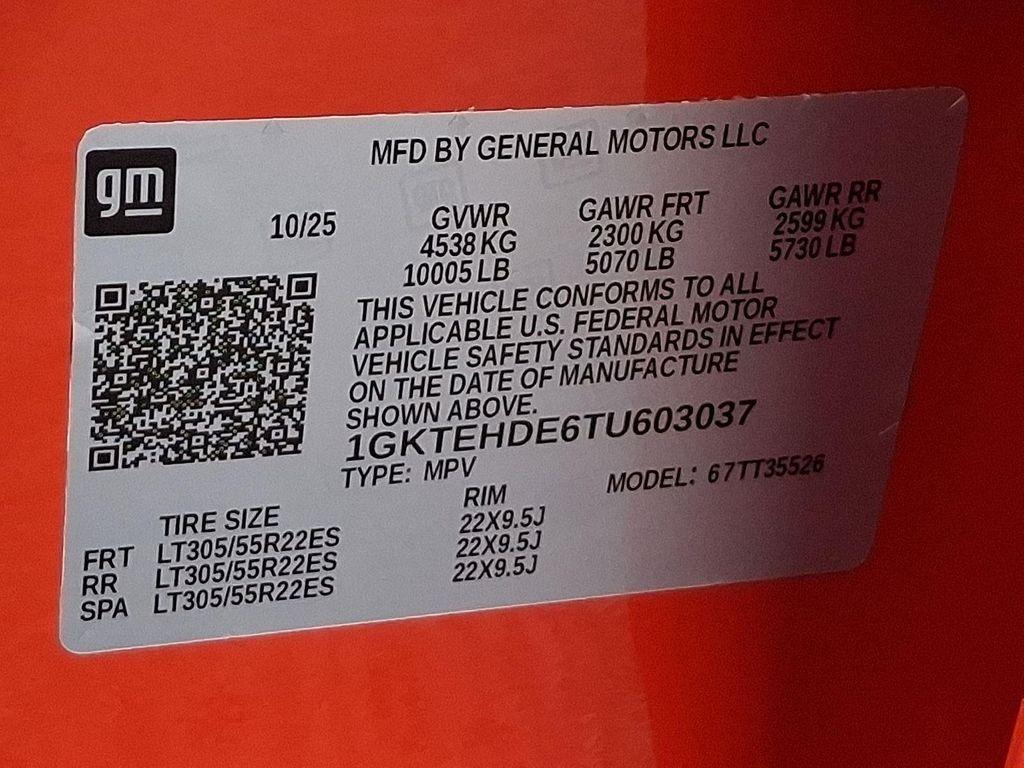 gm
MFD BY GENERAL MOTORS LLC
10/25
GVWR
4538 KG
10005 LB
GAWR FRT
2300 KG
5070 LB
GAWR RR
2599 KG
5730 LB
THIS VEHICLE CONFORMS TO ALL
APPLICABLE U.S. FEDERAL MOTOR
VEHICLE SAFETY STANDARDS IN EFFECT
ON THE DATE OF MANUFACTURE
SHOWN ABOVE.
1GKTEHDE6TU603037
TYPE: MPV
MODEL: 67TT35526
TIRE SIZE RIM
FRT LT305/55R22ES 22X9.5J
RR LT305/55R22ES 22X9.5J
SPA LT305/55R22ES 22X9.5J